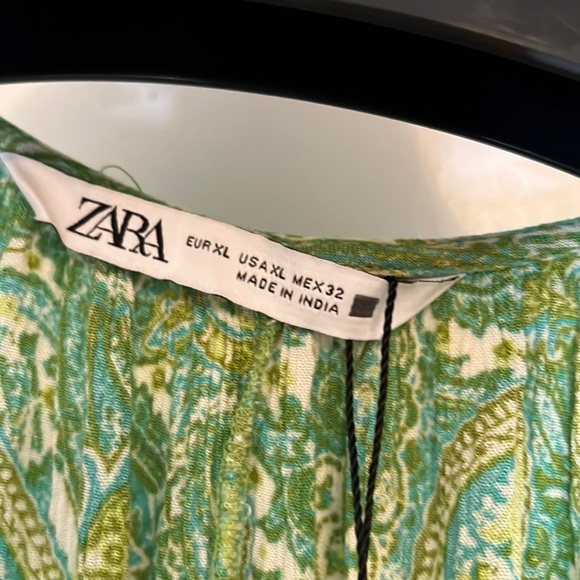 ZARA
EUR XL USA XL MEX 32
MADE IN INDIA